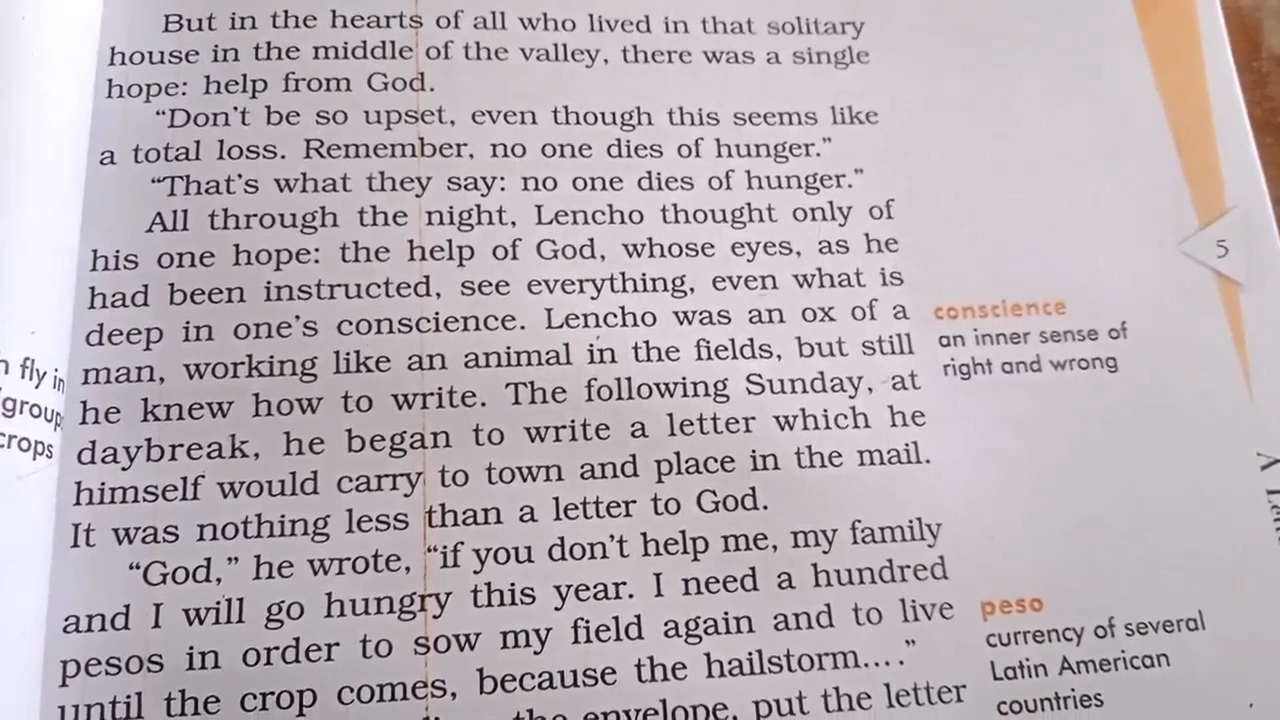 But in the hearts of all who lived in that solitary
house in the middle of the valley, there was a single
hope: help from God.
“Don’t be so upset, even though this seems like
a total loss. Remember, no one dies of hunger.”
“That’s what they say: no one dies of hunger.”
All through the night, Lencho thought only of
his one hope: the help of God, whose eyes, as he
had been instructed, see everything, even what is
deep in one’s conscience. Lencho was an ox of a
man, working like an animal in the fields, but still
he knew how to write. The following Sunday, at
daybreak, he began to write a letter which he
himself would carry to town and place in the mail.
It was nothing less than a letter to God.
“God,” he wrote, “if you don’t help me, my family
and I will go hungry this year. I need a hundred
pesos in order to sow my field again and to live
until the crop comes, because the hailstorm....”
the envelope, put the letter
conscience
an inner sense of
right and wrong
peso
currency of several
Latin American
countries
5
fly in
group
crops
A